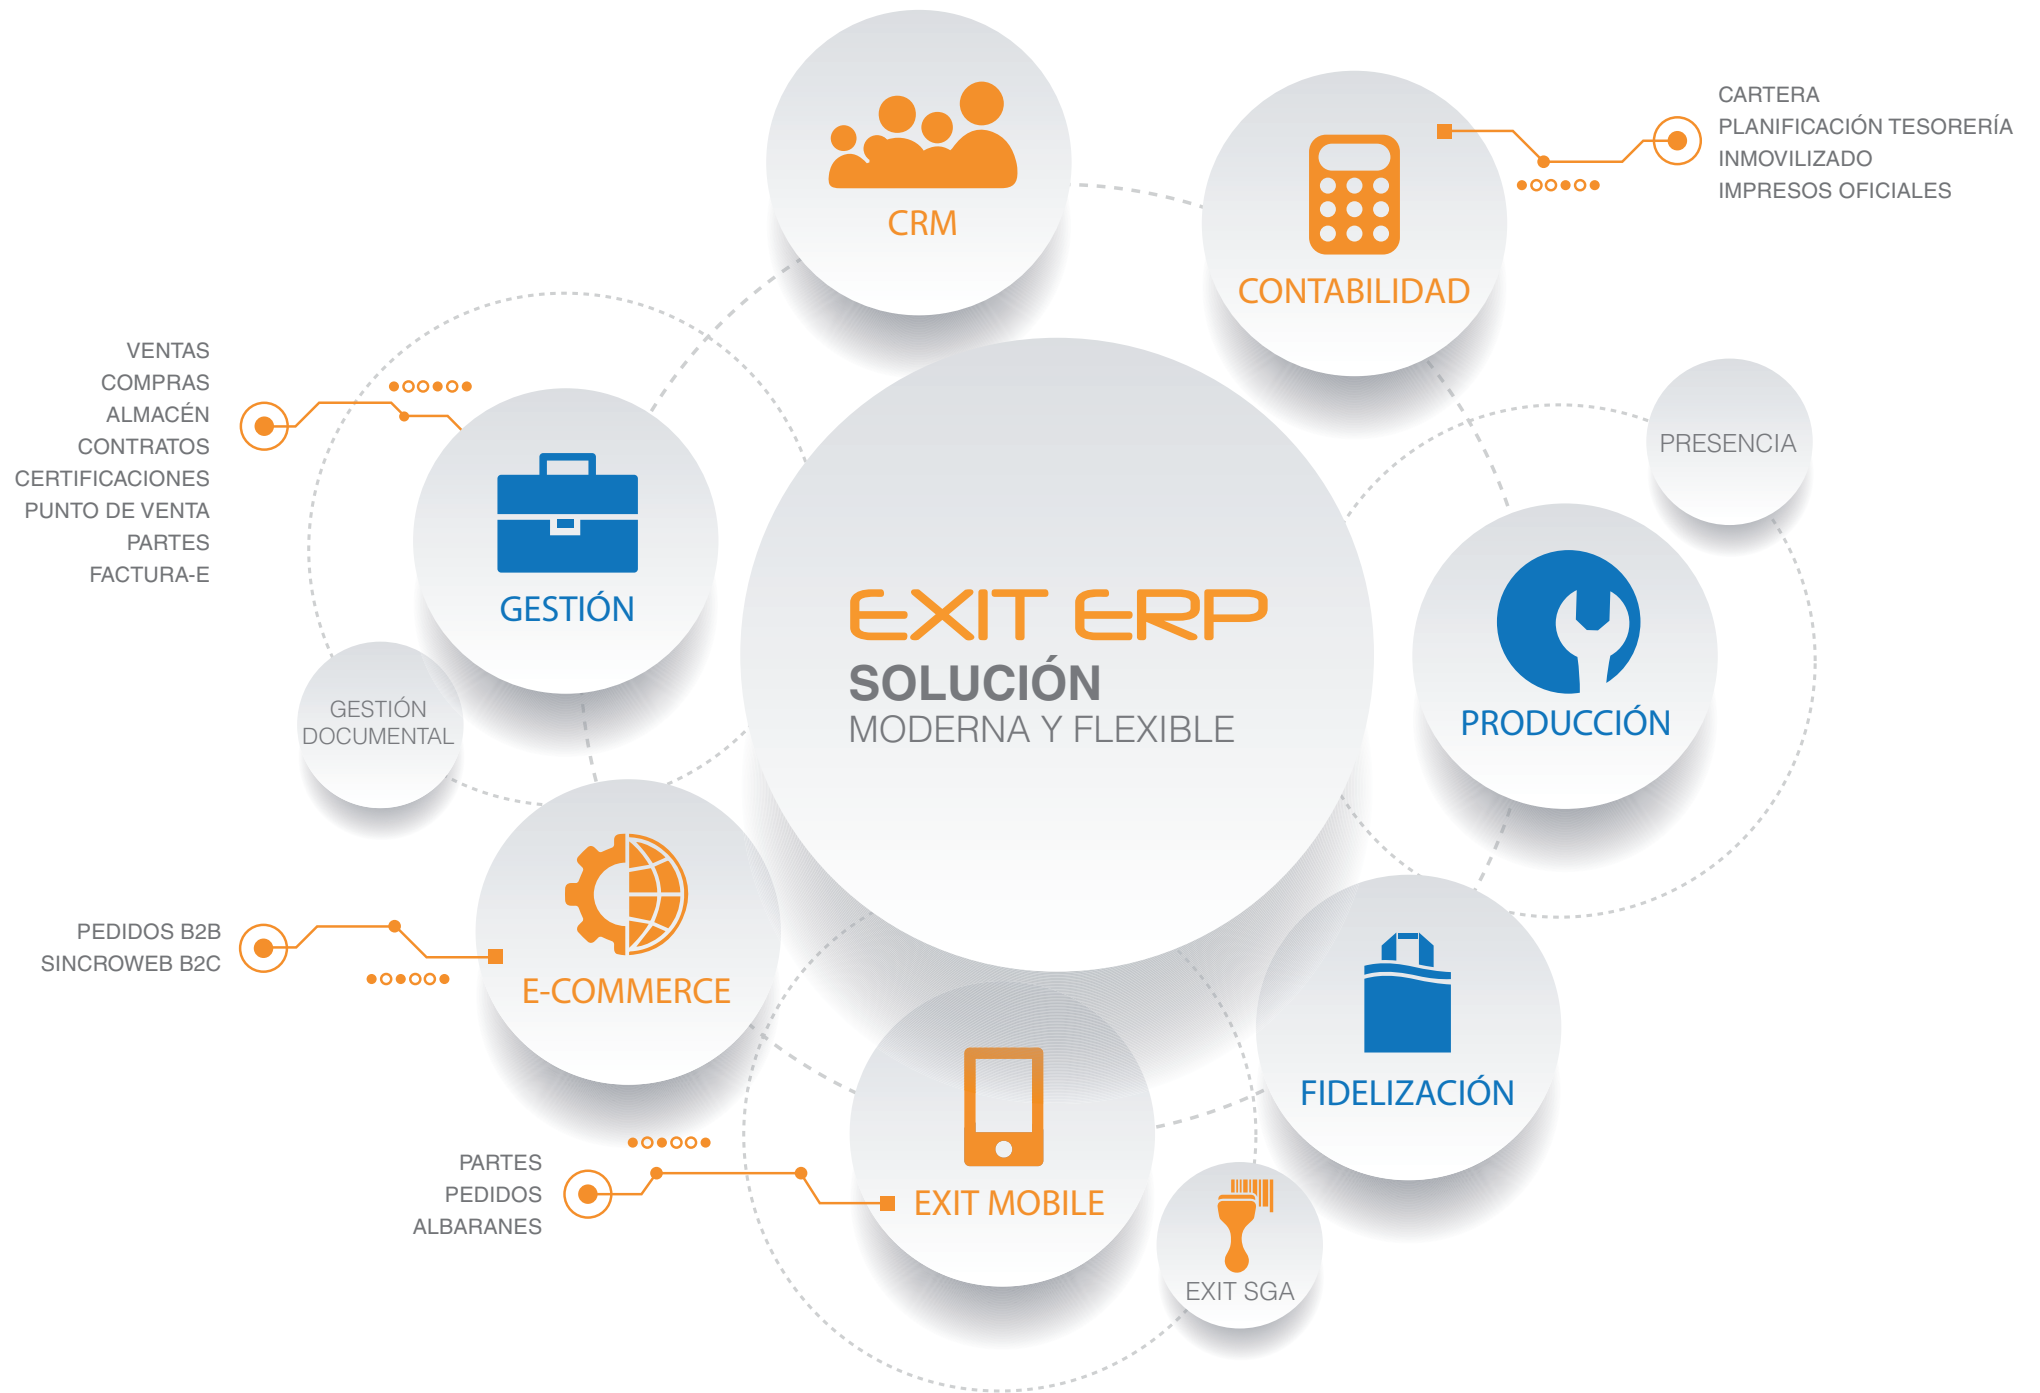 CRM
CONTABILIDAD
CARTERA
PLANIFICACIÓN TESORERÍA
INMOVILIZADO
IMPRESOS OFICIALES
VENTAS
COMPRAS
ALMACÉN
CONTRATOS
CERTIFICACIONES
PUNTO DE VENTA
PARTES
FACTURA-E
GESTIÓN
GESTIÓN
DOCUMENTAL
EXIT ERP
SOLUCIÓN
MODERNA Y FLEXIBLE
PRESENCIA
PRODUCCIÓN
PEDIDOS B2B
SINCROWEB B2C
E-COMMERCE
FIDELIZACIÓN
PARTES
PEDIDOS
ALBARANES
EXIT MOBILE
EXIT SGA